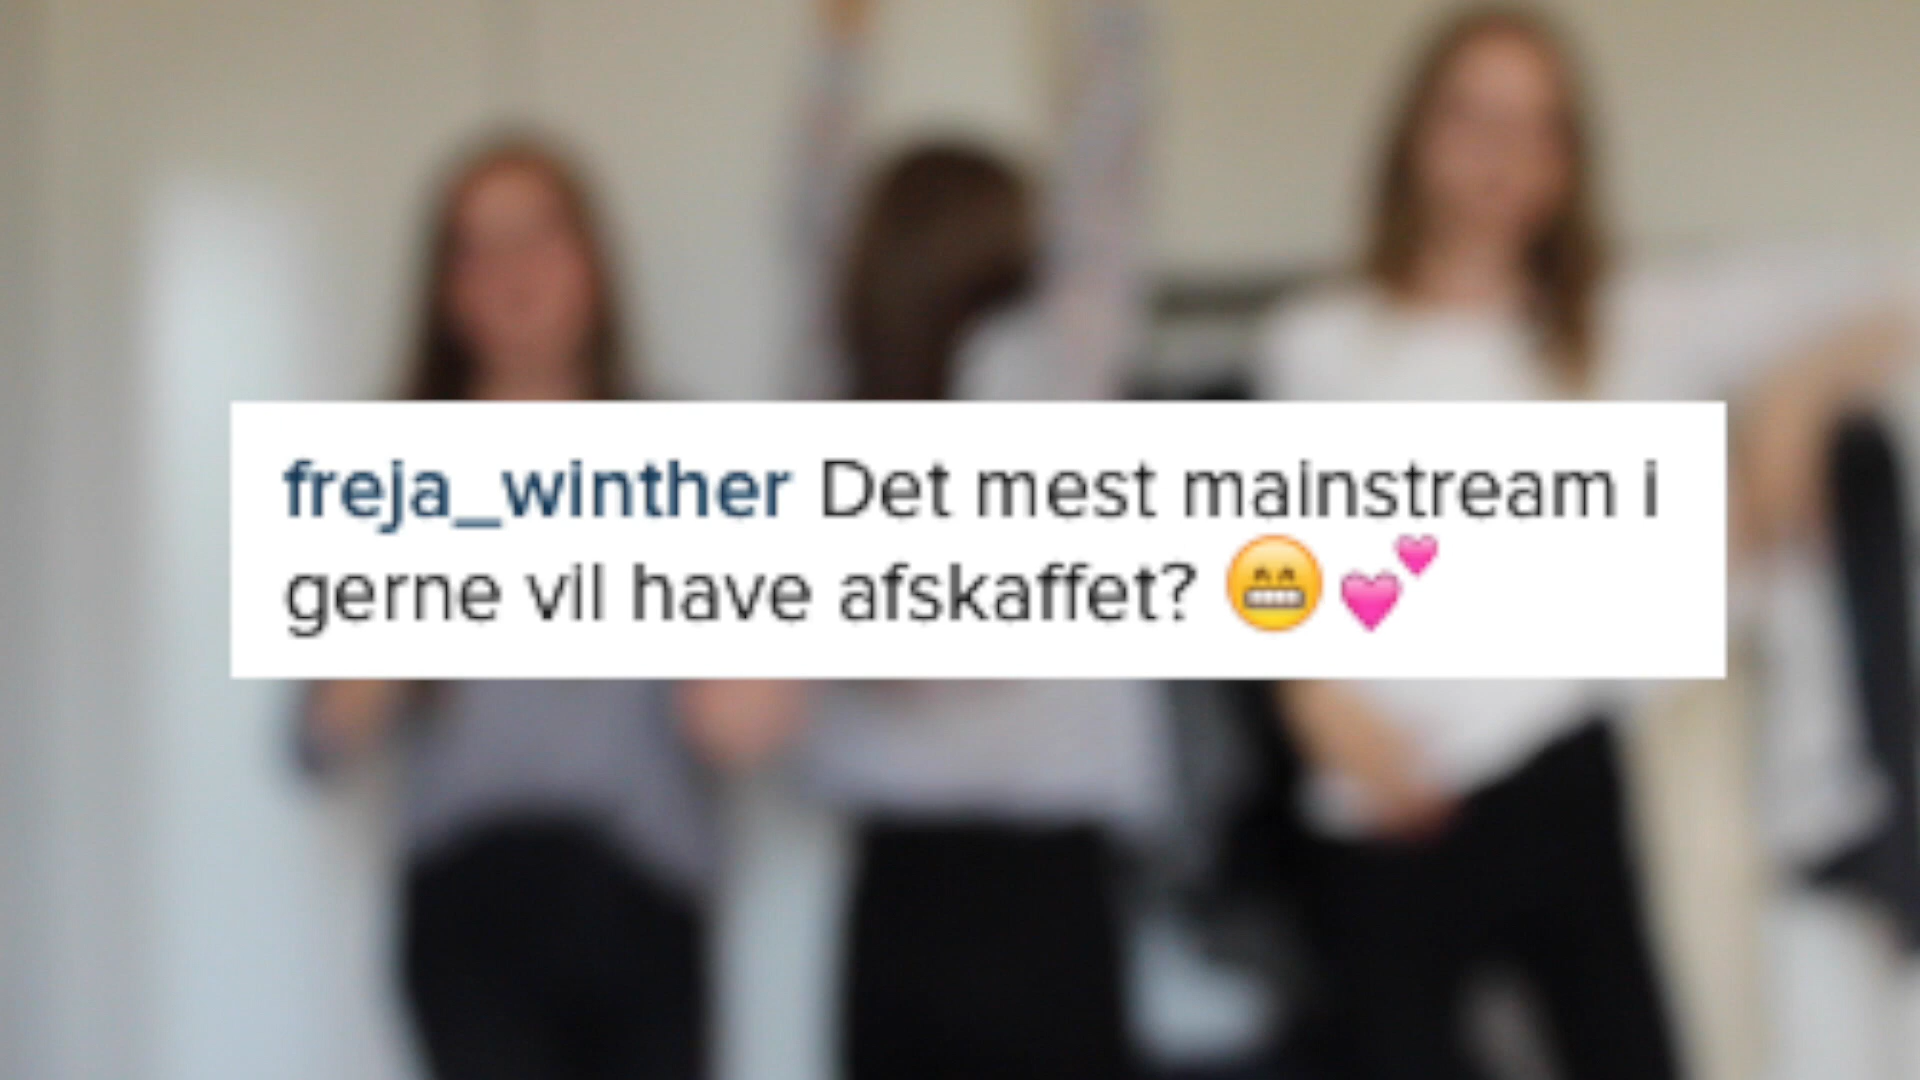 freja_winther Det mest mainstream i
gerne vil have afskaffet? 😁💕